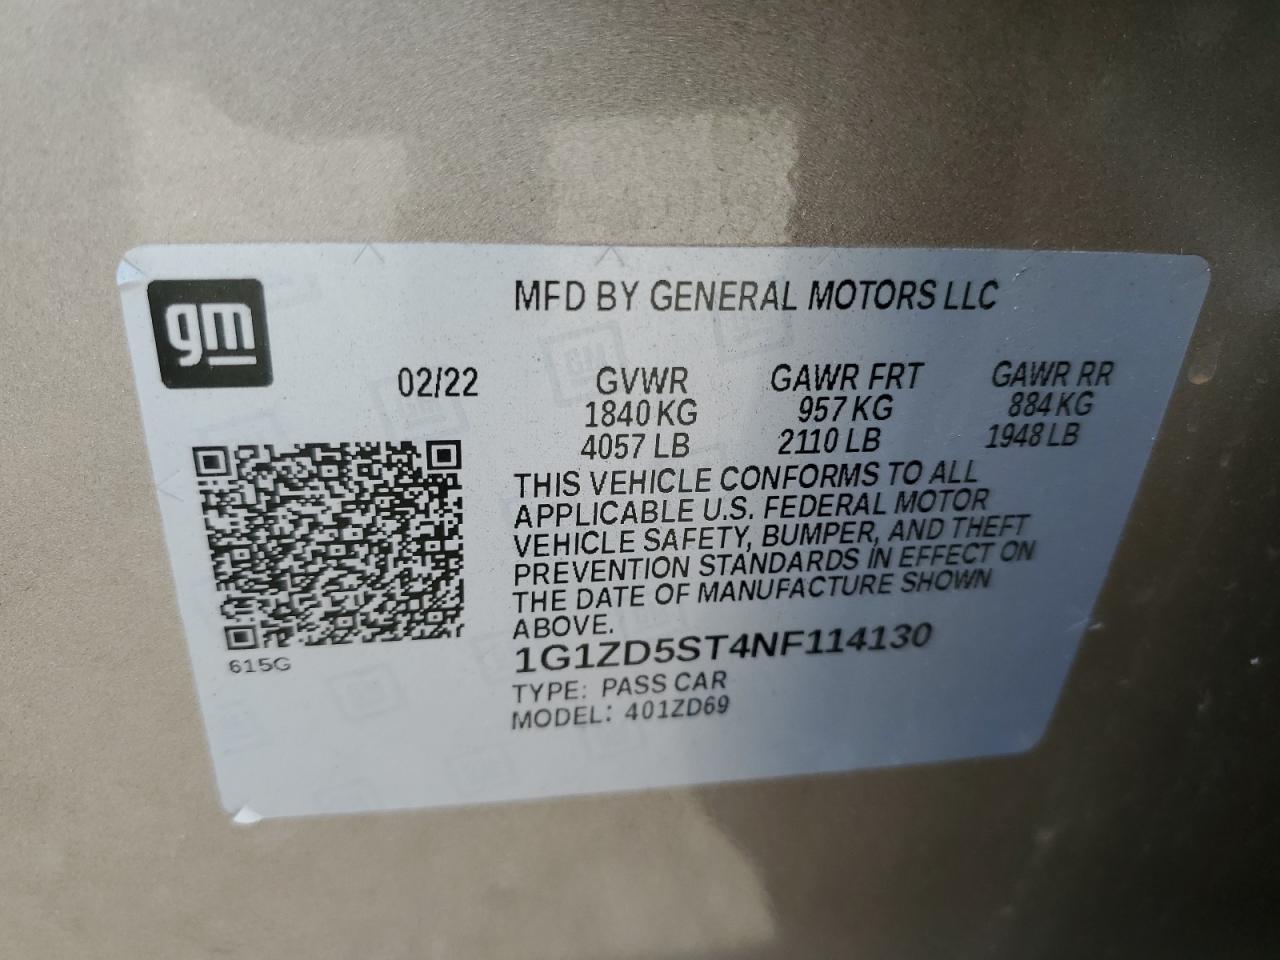 gm
MFD BY GENERAL MOTORS LLC
02/22
GVWR GAWR FRT GAWR RR
1840 KG 957 KG 884 KG
4057 LB 2110 LB 1948 LB
THIS VEHICLE CONFORMS TO ALL
APPLICABLE U.S. FEDERAL MOTOR
VEHICLE SAFETY, BUMPER, AND THEFT
PREVENTION STANDARDS IN EFFECT ON
THE DATE OF MANUFACTURE SHOWN
ABOVE.
1G1ZD5ST4NF114130
615G
TYPE: PASS CAR
MODEL: 401ZD69